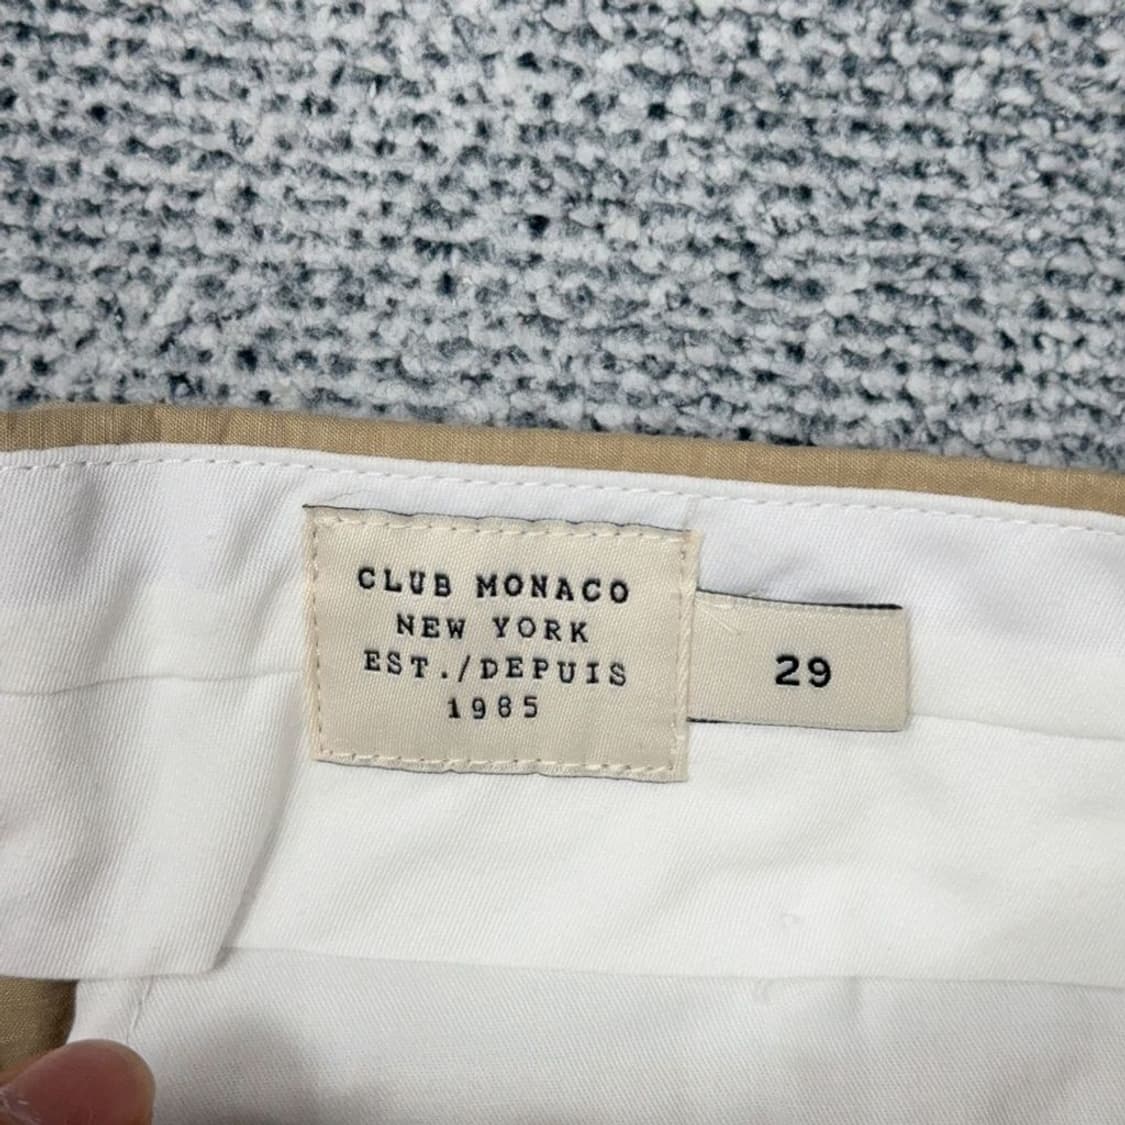 CLUB MONACO
NEW YORK
EST./DEPUIS
1985
29